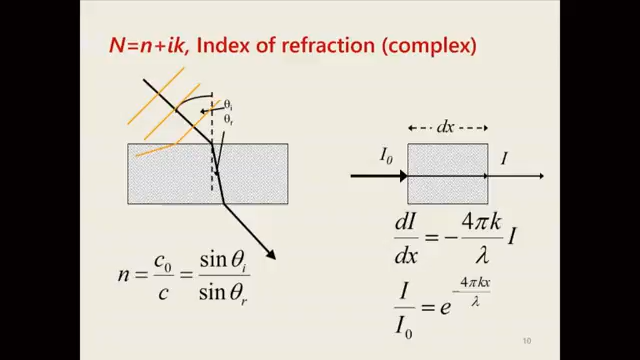 N=n+ik, Index of refraction (complex)
θi
θr
dx
I0
I
n = c0/c = sin θi / sin θr
dI/dx = −(4πk/λ) I
I/I0 = e^(−4πkx/λ)
10